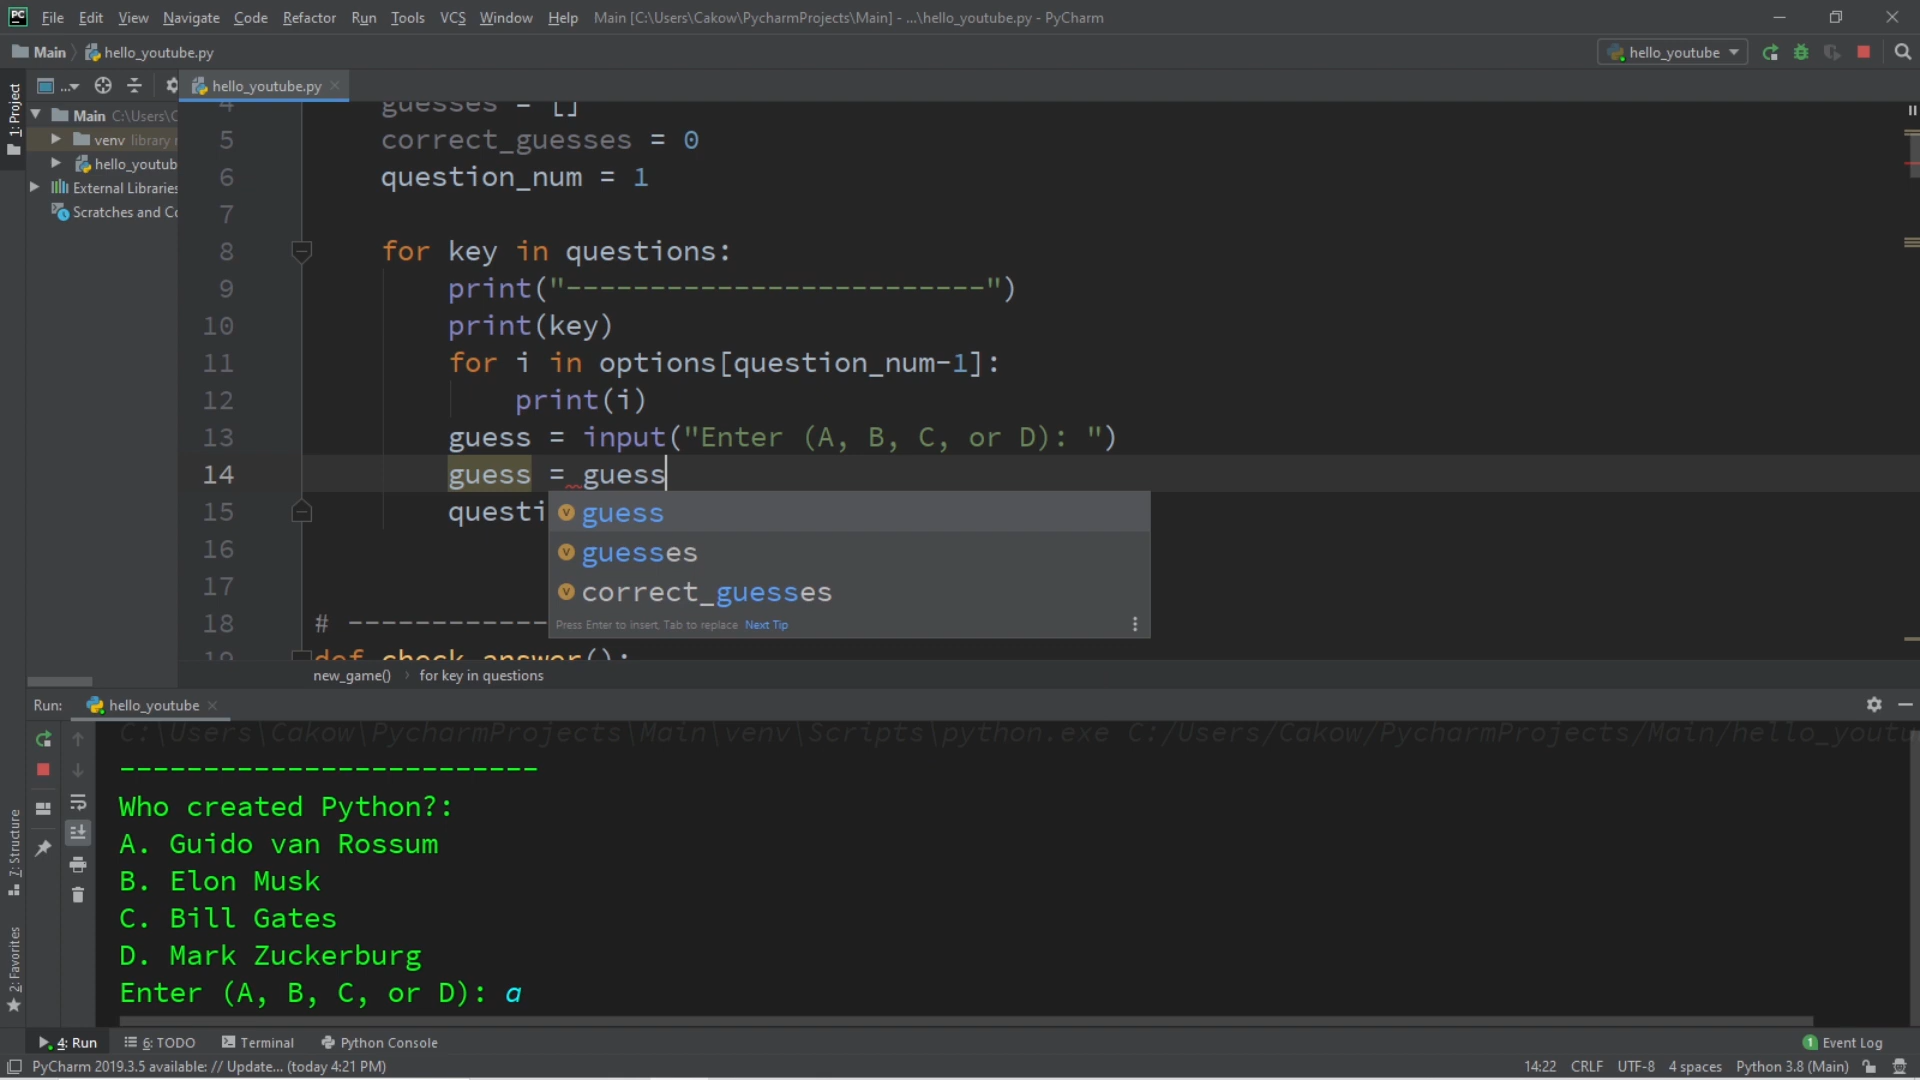 File Edit View Navigate Code Refactor Run Tools VCS Window Help Main [C:\Users\Cakow\PycharmProjects\Main] - ...\hello_youtube.py - PyCharm
Main hello_youtube.py hello_youtube
... hello_youtube.py
1: Project
Main C:\Users\C
venv library
hello_youtub
External Libraries
Scratches and Co
4 guesses = []
5 correct_guesses = 0
6 question_num = 1
7
8 for key in questions:
9 print("-------------------------")
10 print(key)
11 for i in options[question_num-1]:
12 print(i)
13 guess = input("Enter (A, B, C, or D): ")
14 guess = guess
15 questi
guess
guesses
correct_guesses
Press Enter to insert, Tab to replace Next Tip
16
17
18 # ------------
19 def check_answer():
new_game() › for key in questions
Run: hello_youtube
C:\Users\Cakow\PycharmProjects\Main\venv\Scripts\python.exe C:/Users/Cakow/PycharmProjects/Main/hello_youtu
-------------------------
Who created Python?:
A. Guido van Rossum
B. Elon Musk
C. Bill Gates
D. Mark Zuckerburg
Enter (A, B, C, or D): a
7: Structure
2: Favorites
4: Run 6: TODO Terminal Python Console 1 Event Log
PyCharm 2019.3.5 available: // Update... (today 4:21 PM) 14:22 CRLF UTF-8 4 spaces Python 3.8 (Main)